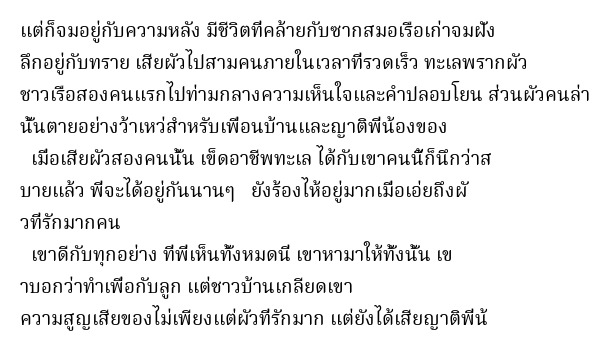 แต่ก็จมอยู่กับความหลัง มีชีวิตที่คล้ายกับซากสมอเรือเก่าจมฝัง
ลึกอยู่กับทราย เสียผัวไปสามคนภายในเวลาที่รวดเร็ว ทะเลพรากผัว
ชาวเรือสองคนแรกไปท่ามกลางความเห็นใจและคำปลอบโยน ส่วนผัวคนล่า
นั้นตายอย่างว้าเหว่สำหรับเพื่อนบ้านและญาติพี่น้องของ
เมื่อเสียผัวสองคนนั้น เข็ดอาชีพทะเล ได้กับเขาคนนี้ก็นึกว่าส
บายแล้ว พี่จะได้อยู่กันนานๆ ยังร้องไห้อยู่มากเมื่อเอ่ยถึงผั
วที่รักมากคน
เขาดีกับทุกอย่าง ที่พี่เห็นทั้งหมดนี่ เขาหามาให้ทั้งนั้น เข
าบอกว่าทำเพื่อกับลูก แต่ชาวบ้านเกลียดเขา
ความสูญเสียของไม่เพียงแต่ผัวที่รักมาก แต่ยังได้เสียญาติพี่น้